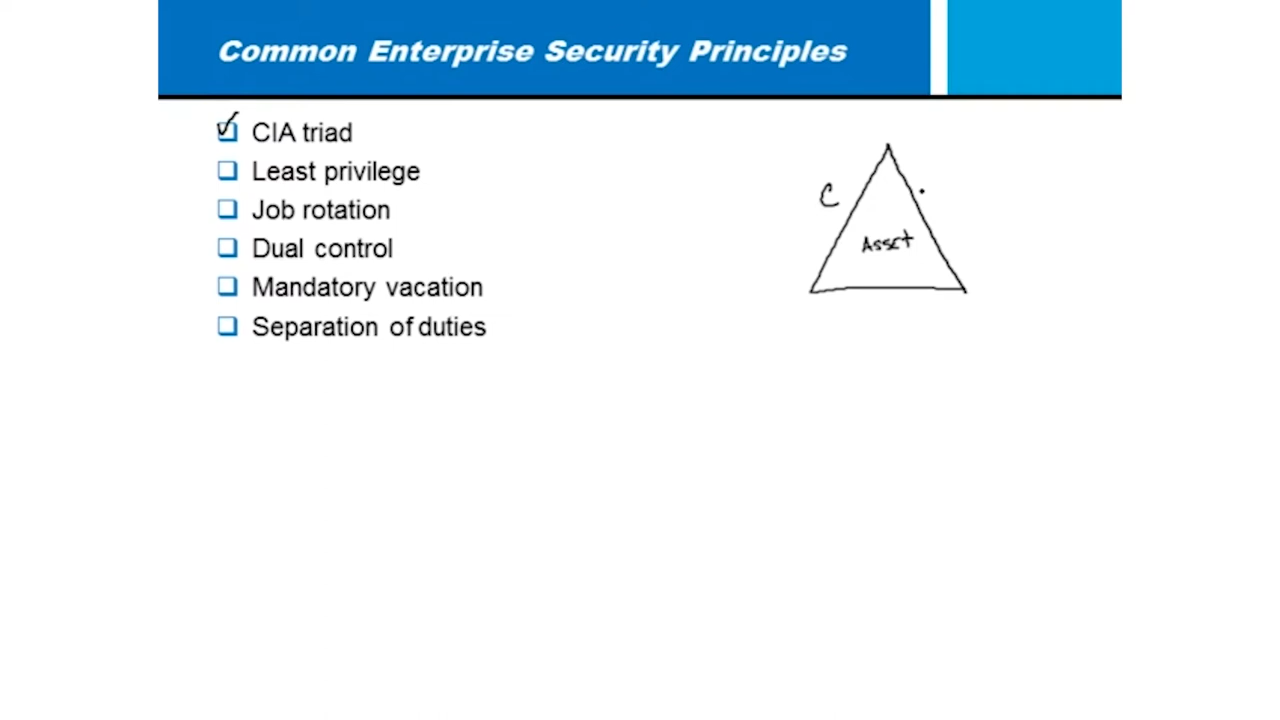 Common Enterprise Security Principles
CIA triad
Least privilege
Job rotation
Dual control
Mandatory vacation
Separation of duties
C
Asset